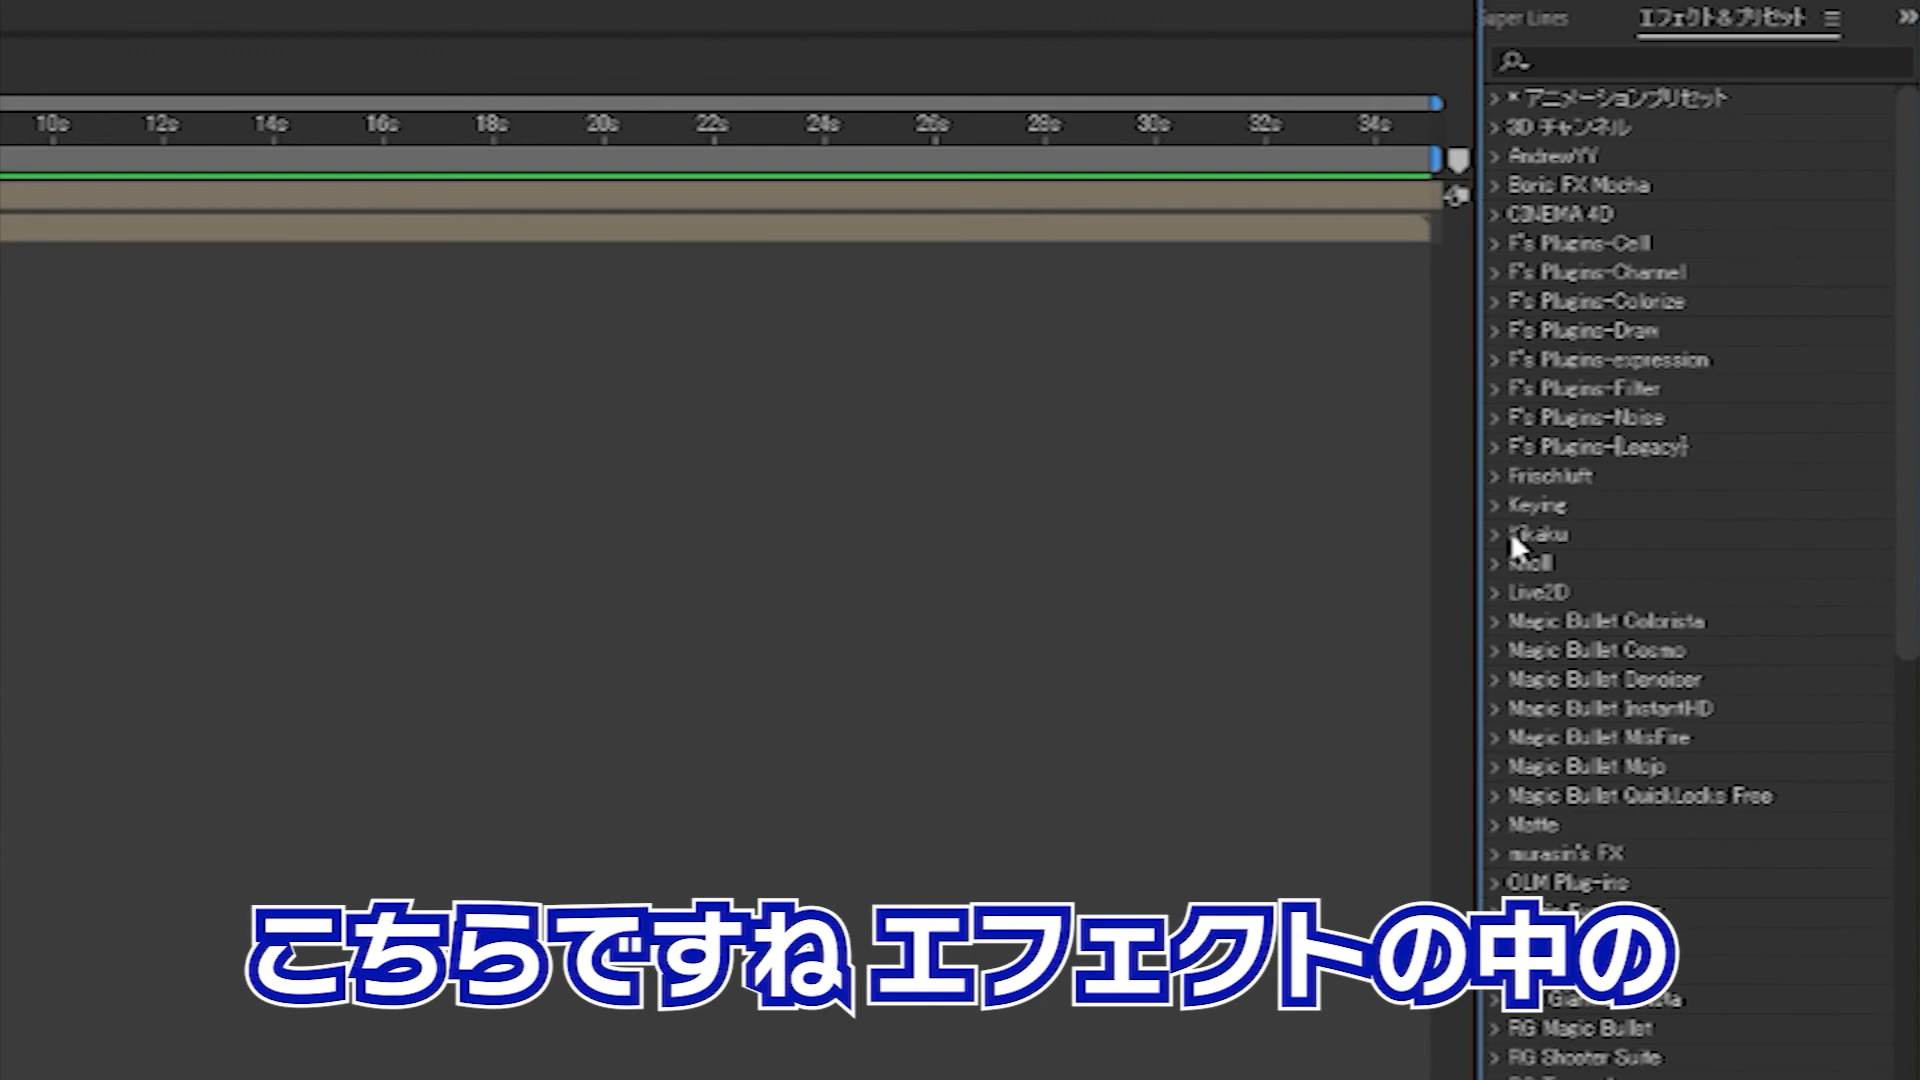 Super Lines エフェクト&プリセット
10s 12s 14s 16s 18s 20s 22s 24s 26s 28s 30s 32s 34s
* アニメーションプリセット
3D チャンネル
AndrewYY
Boris FX Mocha
CINEMA 4D
F's Plugins-Cell
F's Plugins-Channel
F's Plugins-Colorize
F's Plugins-Draw
F's Plugins-expression
F's Plugins-Filter
F's Plugins-Noise
F's Plugins-{Legacy}
Frischluft
Keying
Kikaku
Knoll
Live2D
Magic Bullet Colorista
Magic Bullet Cosmo
Magic Bullet Denoiser
Magic Bullet InstantHD
Magic Bullet MisFire
Magic Bullet Mojo
Magic Bullet QuickLooks Free
Matte
murasin's FX
OLM Plug-ins
こちらですね エフェクトの中の
RG Magic Bullet
RG Shooter Suite